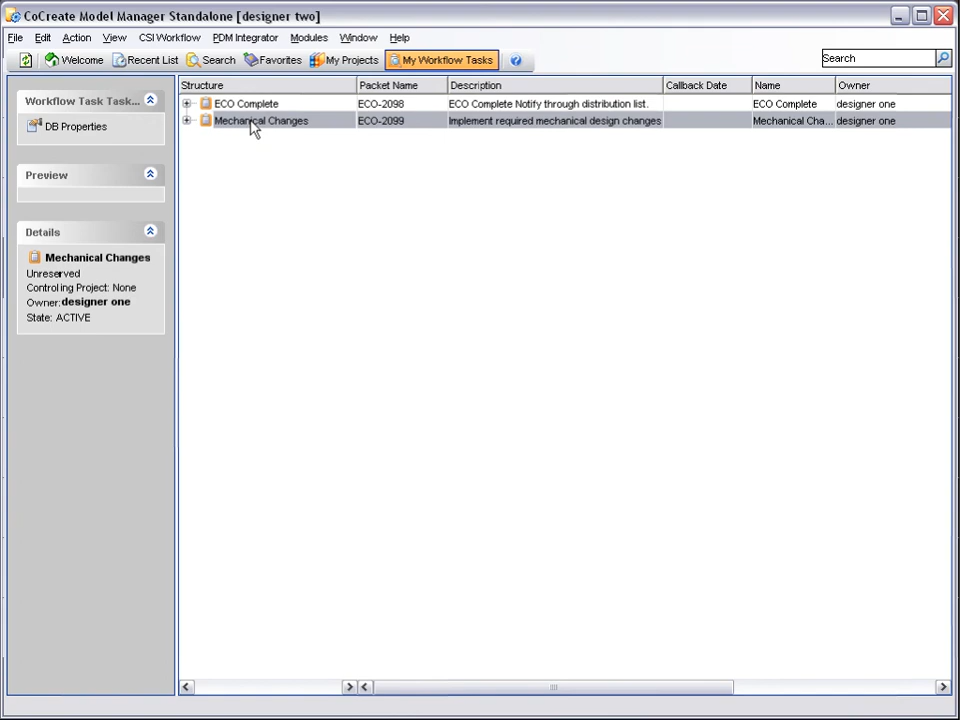 CoCreate Model Manager Standalone [designer two]
File Edit Action View CSI Workflow PDM Integrator Modules Window Help
Welcome Recent List Search Favorites My Projects My Workflow Tasks Search
Structure Packet Name Description Callback Date Name Owner
ECO Complete ECO-2098 ECO Complete Notify through distribution list. ECO Complete designer one
Mechanical Changes ECO-2099 Implement required mechanical design changes Mechanical Cha... designer one
Workflow Task Task...
DB Properties
Preview
Details
Mechanical Changes
Unreserved
Controling Project: None
Owner:designer one
State: ACTIVE